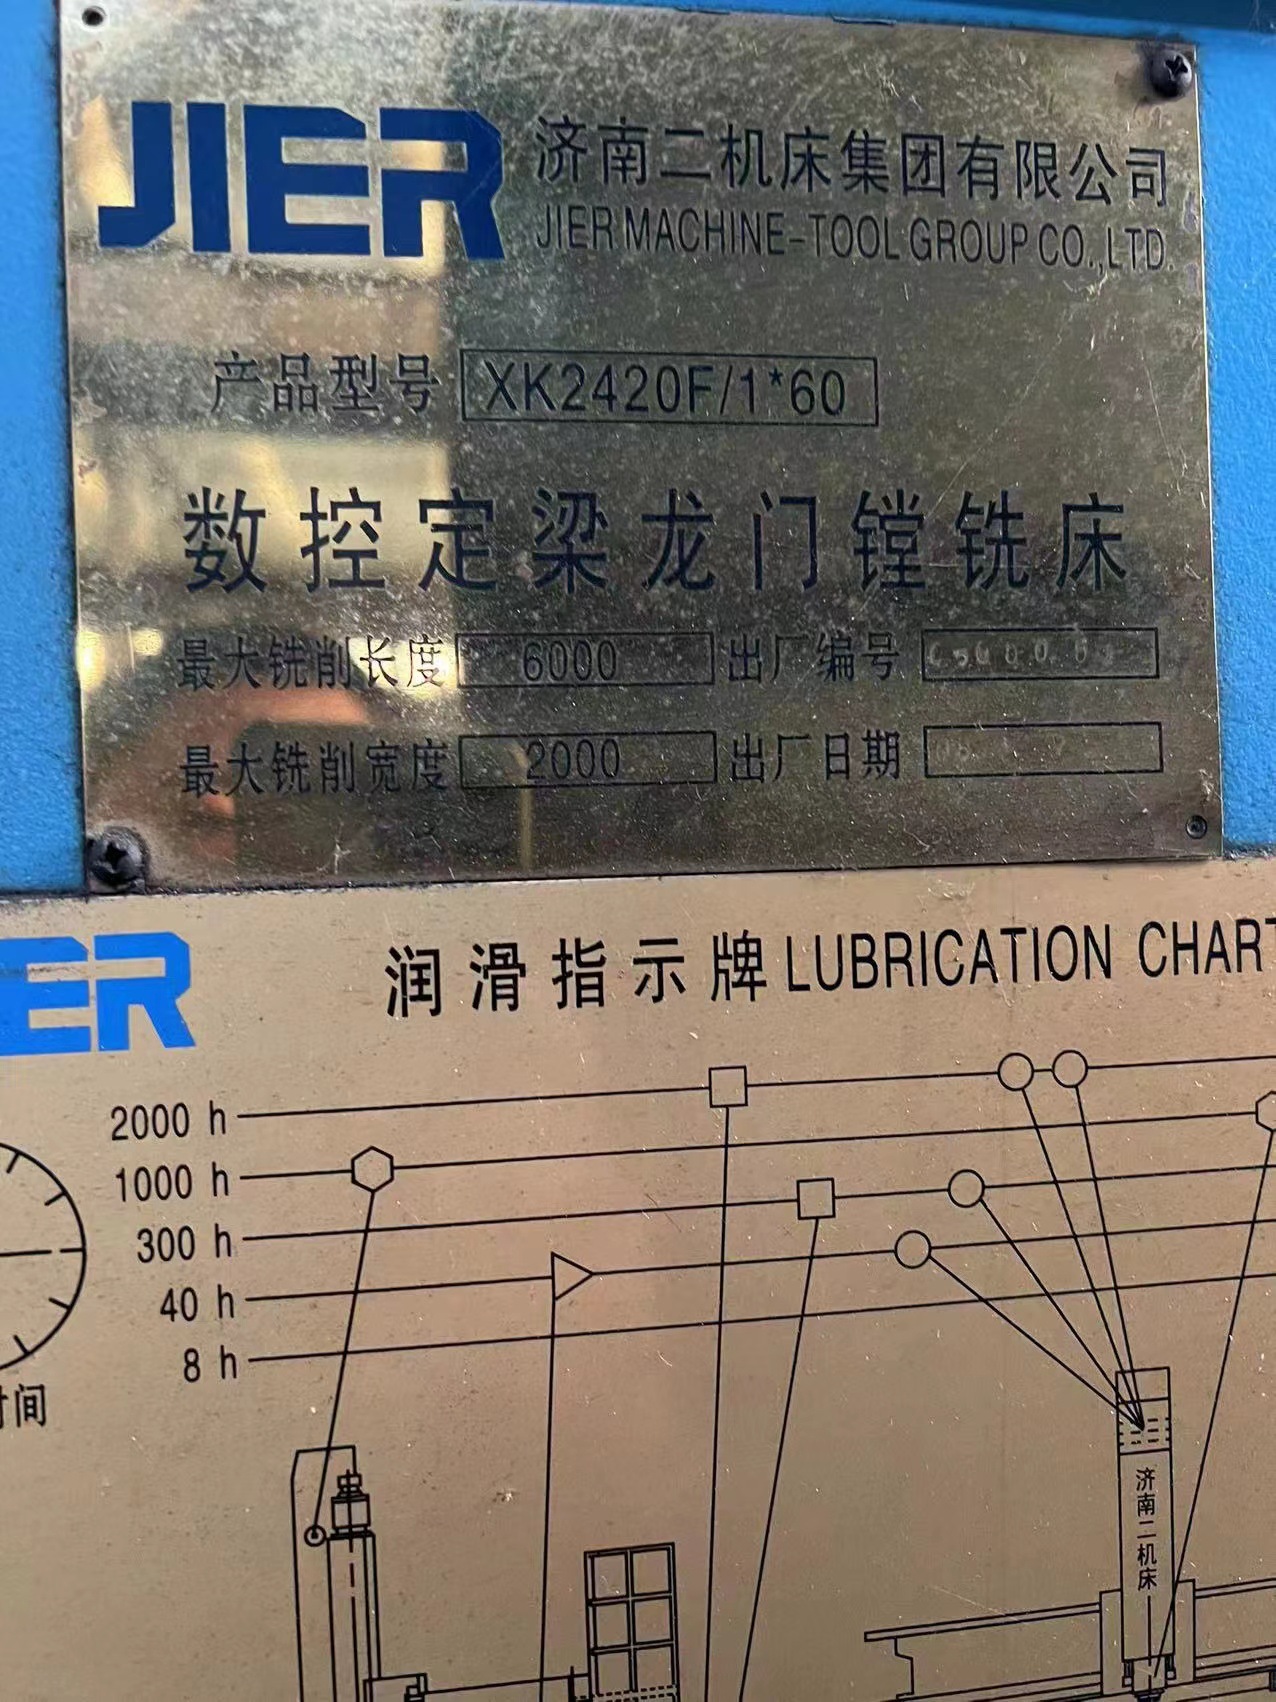 JIER 济南二机床集团有限公司
JIER MACHINE-TOOL GROUP CO.,LTD.
产品型号 XK2420F/1*60
数控定梁龙门镗铣床
最大铣削长度 6000 出厂编号
最大铣削宽度 2000 出厂日期
ER 润滑指示牌 LUBRICATION CHART
2000 h
1000 h
300 h
40 h
8 h
时间
济南二机床